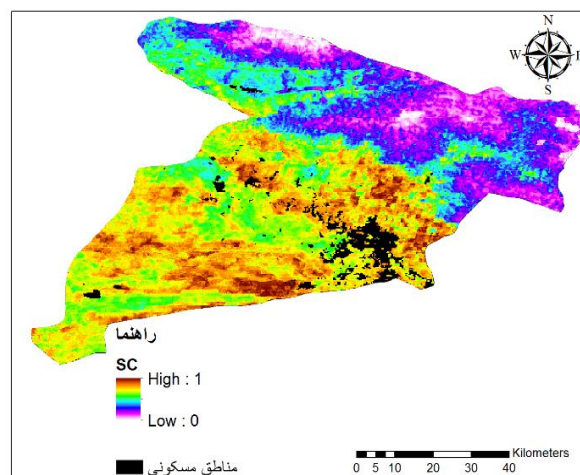 N
W E
S
راهنما
SC
High : 1
Low : 0
مناطق مسکونی
Kilometers
0 5 10 20 30 40